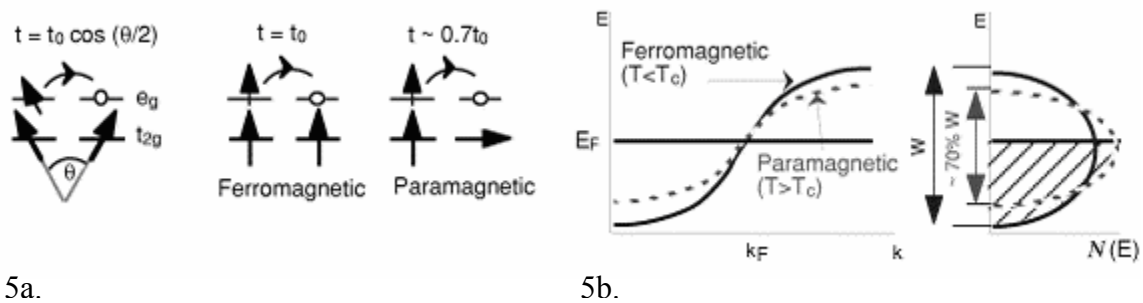 t = t₀ cos (θ/2)
t = t₀
t ~ 0.7t₀
e_g
t_2g
θ
Ferromagnetic
Paramagnetic
5a.
E
Ferromagnetic
(T<T_c)
E_F
Paramagnetic
(T>T_c)
k_F
k
W
~ 70% W
E
N (E)
5b.